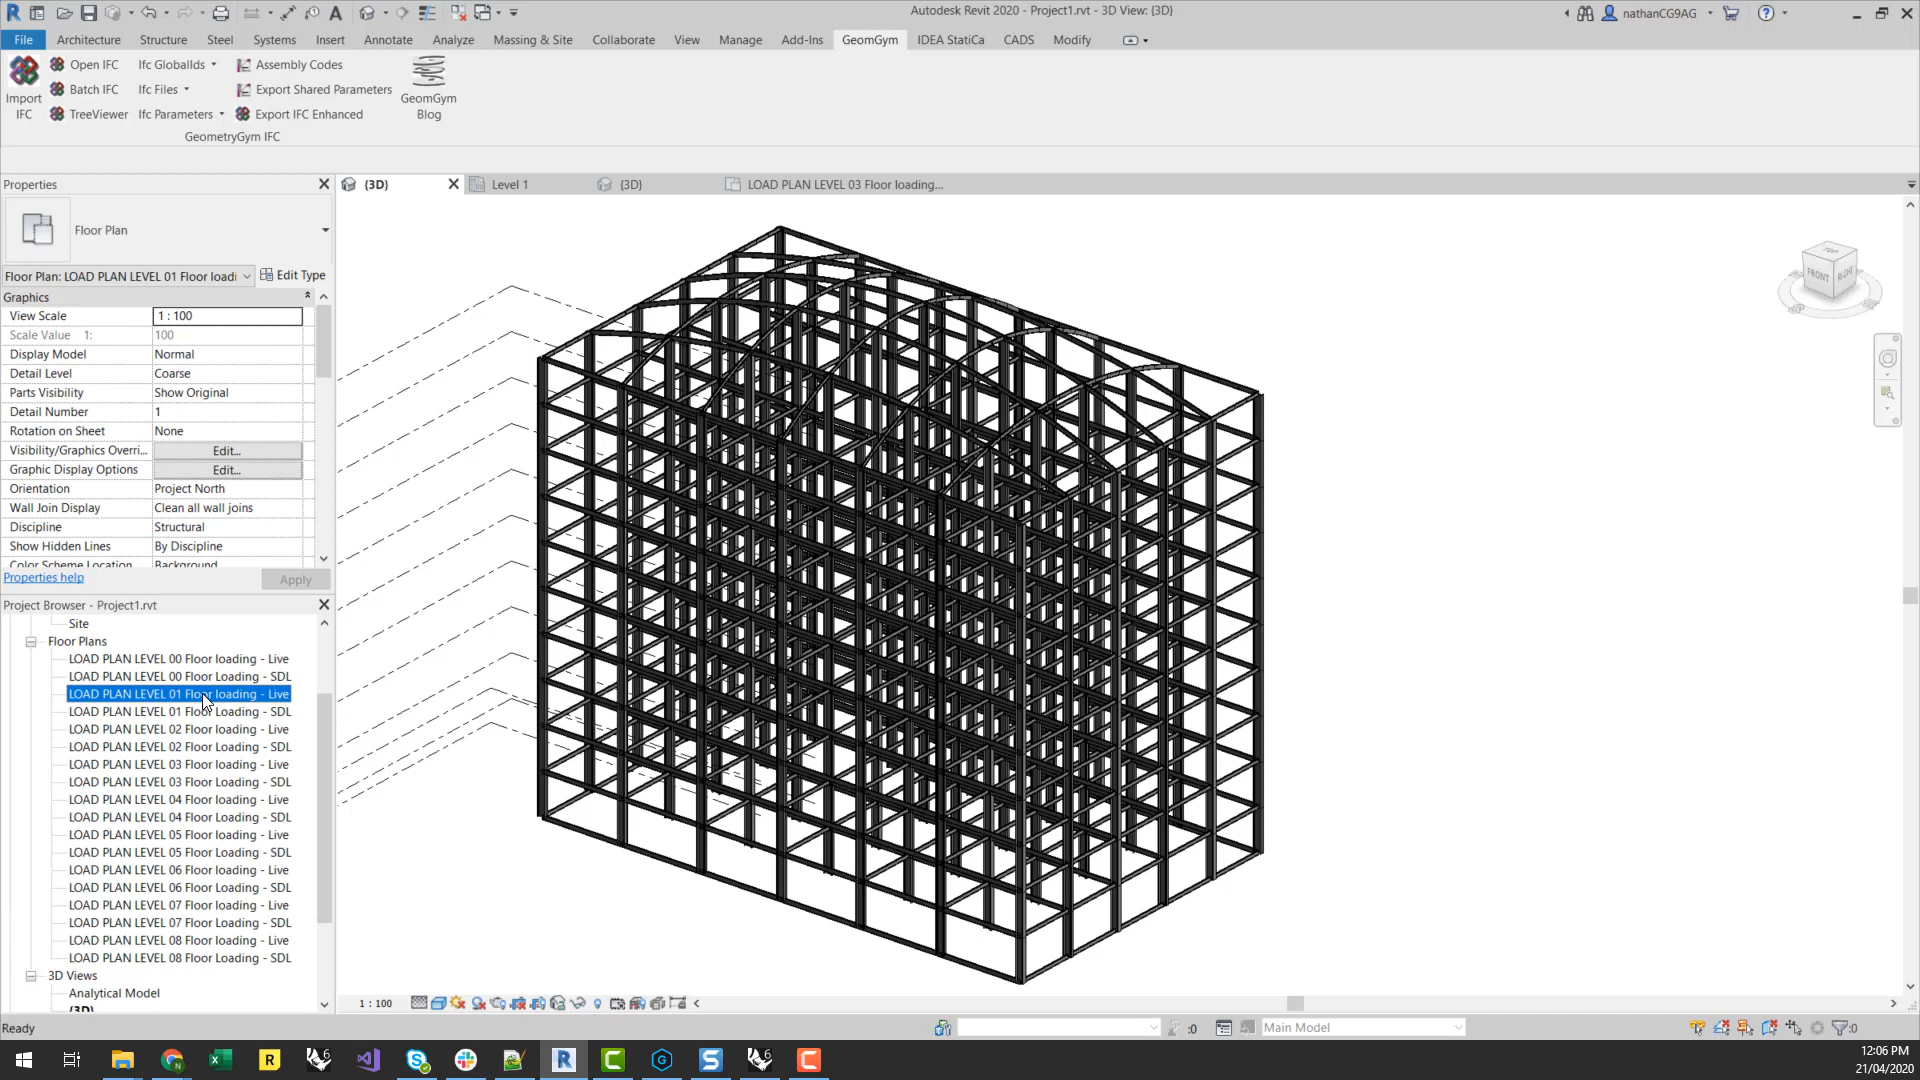 Autodesk Revit 2020 - Project1.rvt - 3D View: {3D}
nathanCG9AG
File
Architecture
Structure
Steel
Systems
Insert
Annotate
Analyze
Massing & Site
Collaborate
View
Manage
Add-Ins
GeomGym
IDEA StatiCa
CADS
Modify
Import
IFC
Open IFC
Batch IFC
TreeViewer
Ifc GlobalIds
Ifc Files
Ifc Parameters
Assembly Codes
Export Shared Parameters
Export IFC Enhanced
GeomGym
Blog
GeometryGym IFC
Properties
Floor Plan
Floor Plan: LOAD PLAN LEVEL 01 Floor loadi
Edit Type
Graphics
View Scale 1 : 100
Scale Value 1: 100
Display Model Normal
Detail Level Coarse
Parts Visibility Show Original
Detail Number 1
Rotation on Sheet None
Visibility/Graphics Overri... Edit...
Graphic Display Options Edit...
Orientation Project North
Wall Join Display Clean all wall joins
Discipline Structural
Show Hidden Lines By Discipline
Color Scheme Location Background
Properties help
Apply
Project Browser - Project1.rvt
Site
Floor Plans
LOAD PLAN LEVEL 00 Floor loading - Live
LOAD PLAN LEVEL 00 Floor Loading - SDL
LOAD PLAN LEVEL 01 Floor loading - Live
LOAD PLAN LEVEL 01 Floor Loading - SDL
LOAD PLAN LEVEL 02 Floor loading - Live
LOAD PLAN LEVEL 02 Floor Loading - SDL
LOAD PLAN LEVEL 03 Floor loading - Live
LOAD PLAN LEVEL 03 Floor Loading - SDL
LOAD PLAN LEVEL 04 Floor loading - Live
LOAD PLAN LEVEL 04 Floor Loading - SDL
LOAD PLAN LEVEL 05 Floor loading - Live
LOAD PLAN LEVEL 05 Floor Loading - SDL
LOAD PLAN LEVEL 06 Floor loading - Live
LOAD PLAN LEVEL 06 Floor Loading - SDL
LOAD PLAN LEVEL 07 Floor loading - Live
LOAD PLAN LEVEL 07 Floor Loading - SDL
LOAD PLAN LEVEL 08 Floor loading - Live
LOAD PLAN LEVEL 08 Floor Loading - SDL
3D Views
Analytical Model
{3D}
{3D}
Level 1
{3D}
LOAD PLAN LEVEL 03 Floor loading...
FRONT
RIGHT
1 : 100
Ready
:0
Main Model
:0
12:06 PM
21/04/2020